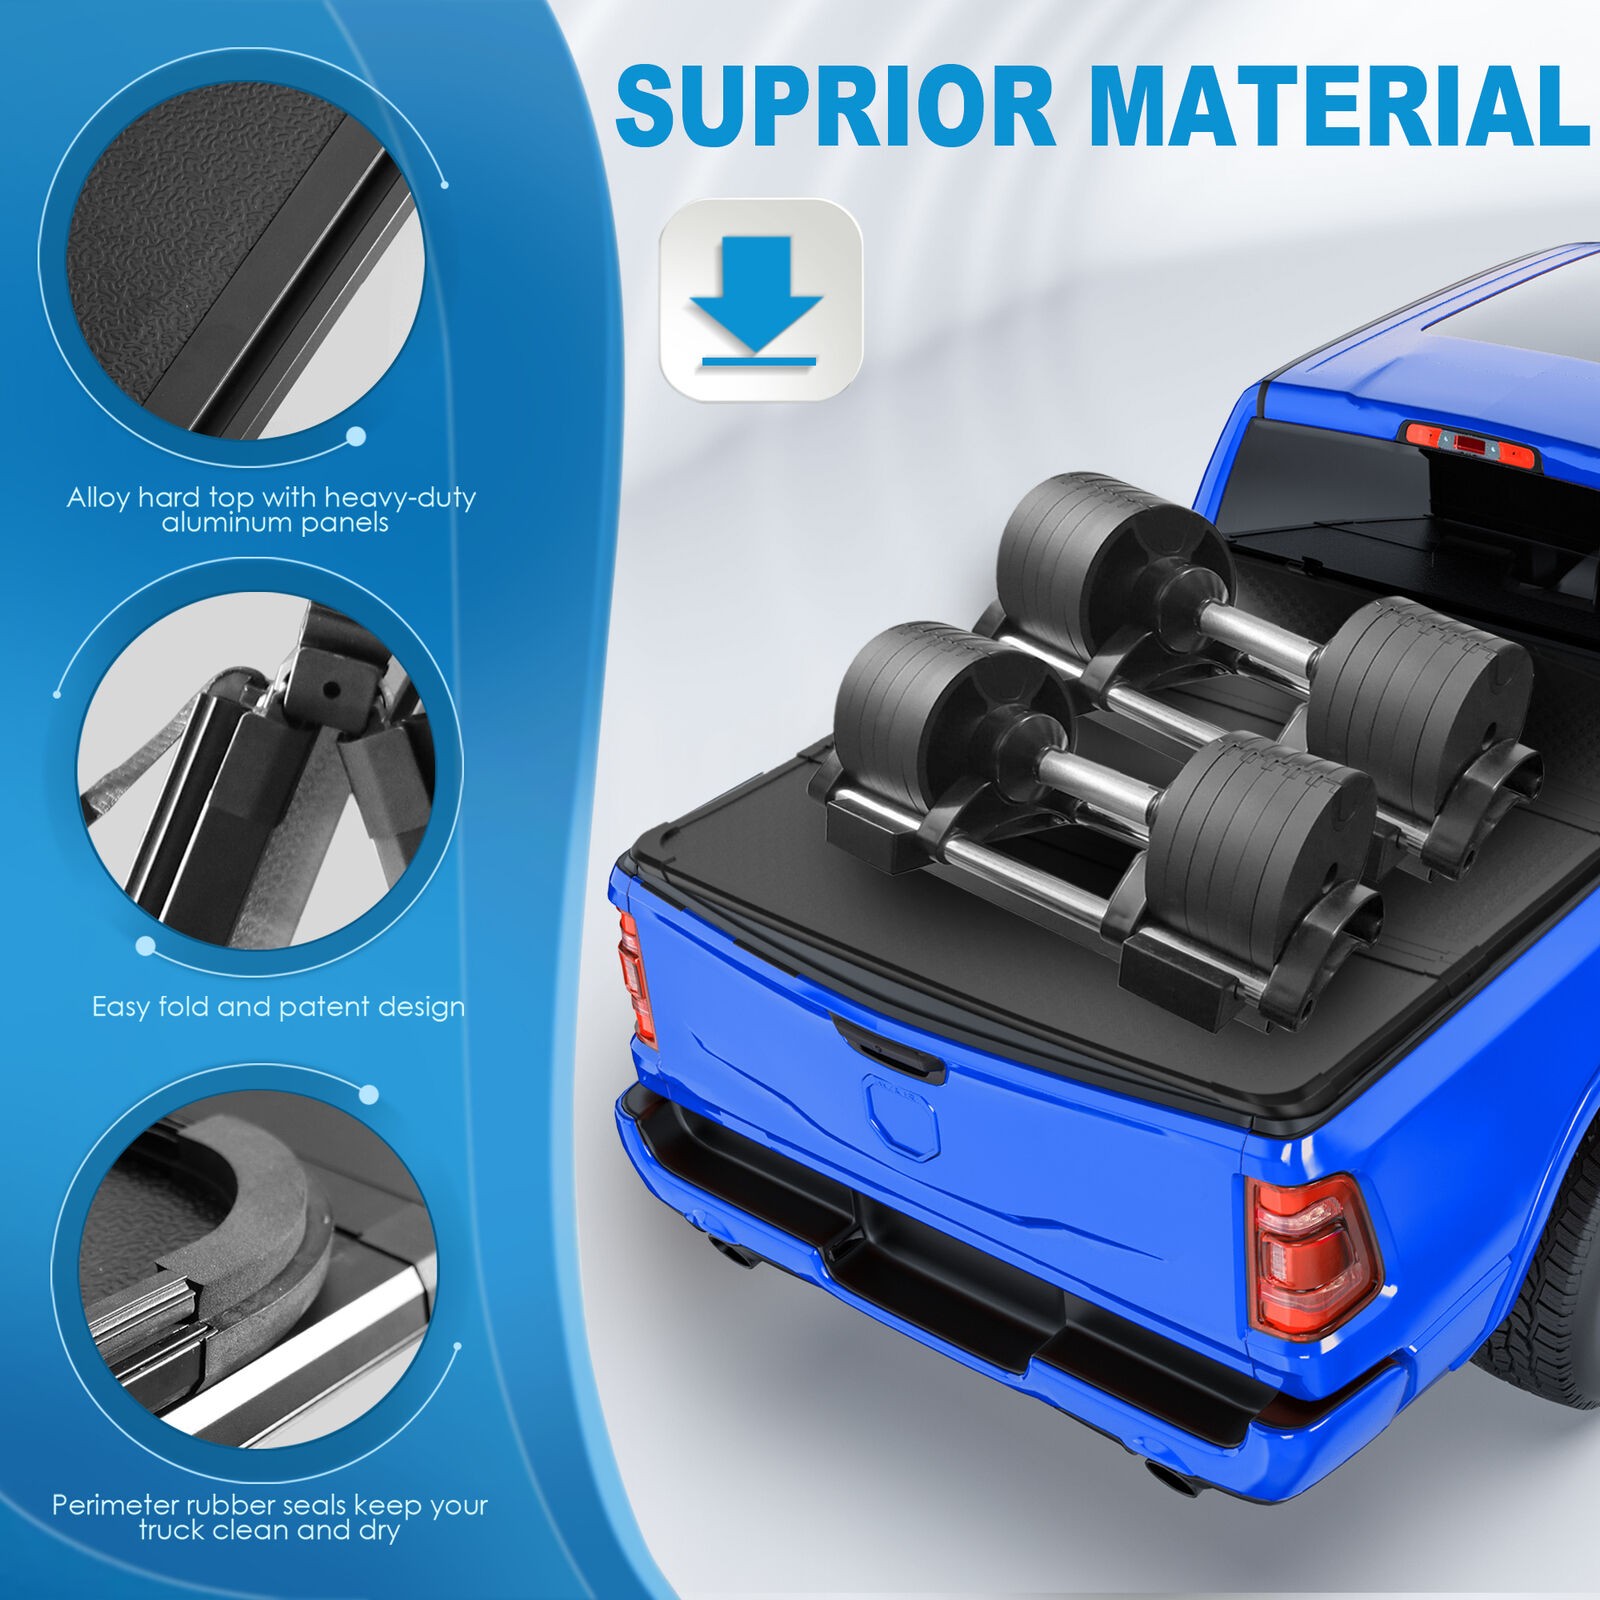 SUPRIOR MATERIAL
Alloy hard top with heavy-duty
aluminum panels
Easy fold and patent design
Perimeter rubber seals keep your
truck clean and dry